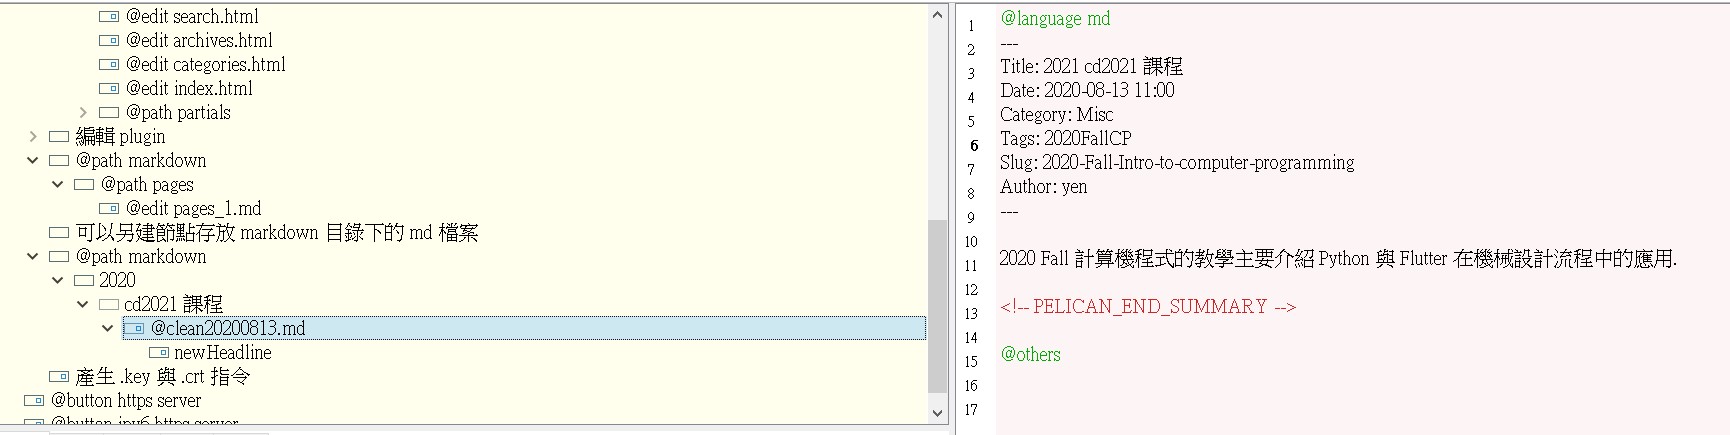 @edit search.html
@edit archives.html
@edit categories.html
@edit index.html
@path partials
編輯 plugin
@path markdown
@path pages
@edit pages_1.md
可以另建節點存放 markdown 目錄下的 md 檔案
@path markdown
2020
cd2021 課程
@clean20200813.md
newHeadline
產生 .key 與 .crt 指令
@button https server
@button ipv6 https server
1 @language md
2 ---
3 Title: 2021 cd2021 課程
4 Date: 2020-08-13 11:00
5 Category: Misc
6 Tags: 2020FallCP
7 Slug: 2020-Fall-Intro-to-computer-programming
8 Author: yen
9 ---
10
11 2020 Fall 計算機程式的教學主要介紹 Python 與 Flutter 在機械設計流程中的應用.
12
13 <!-- PELICAN_END_SUMMARY -->
14
15 @others
16
17